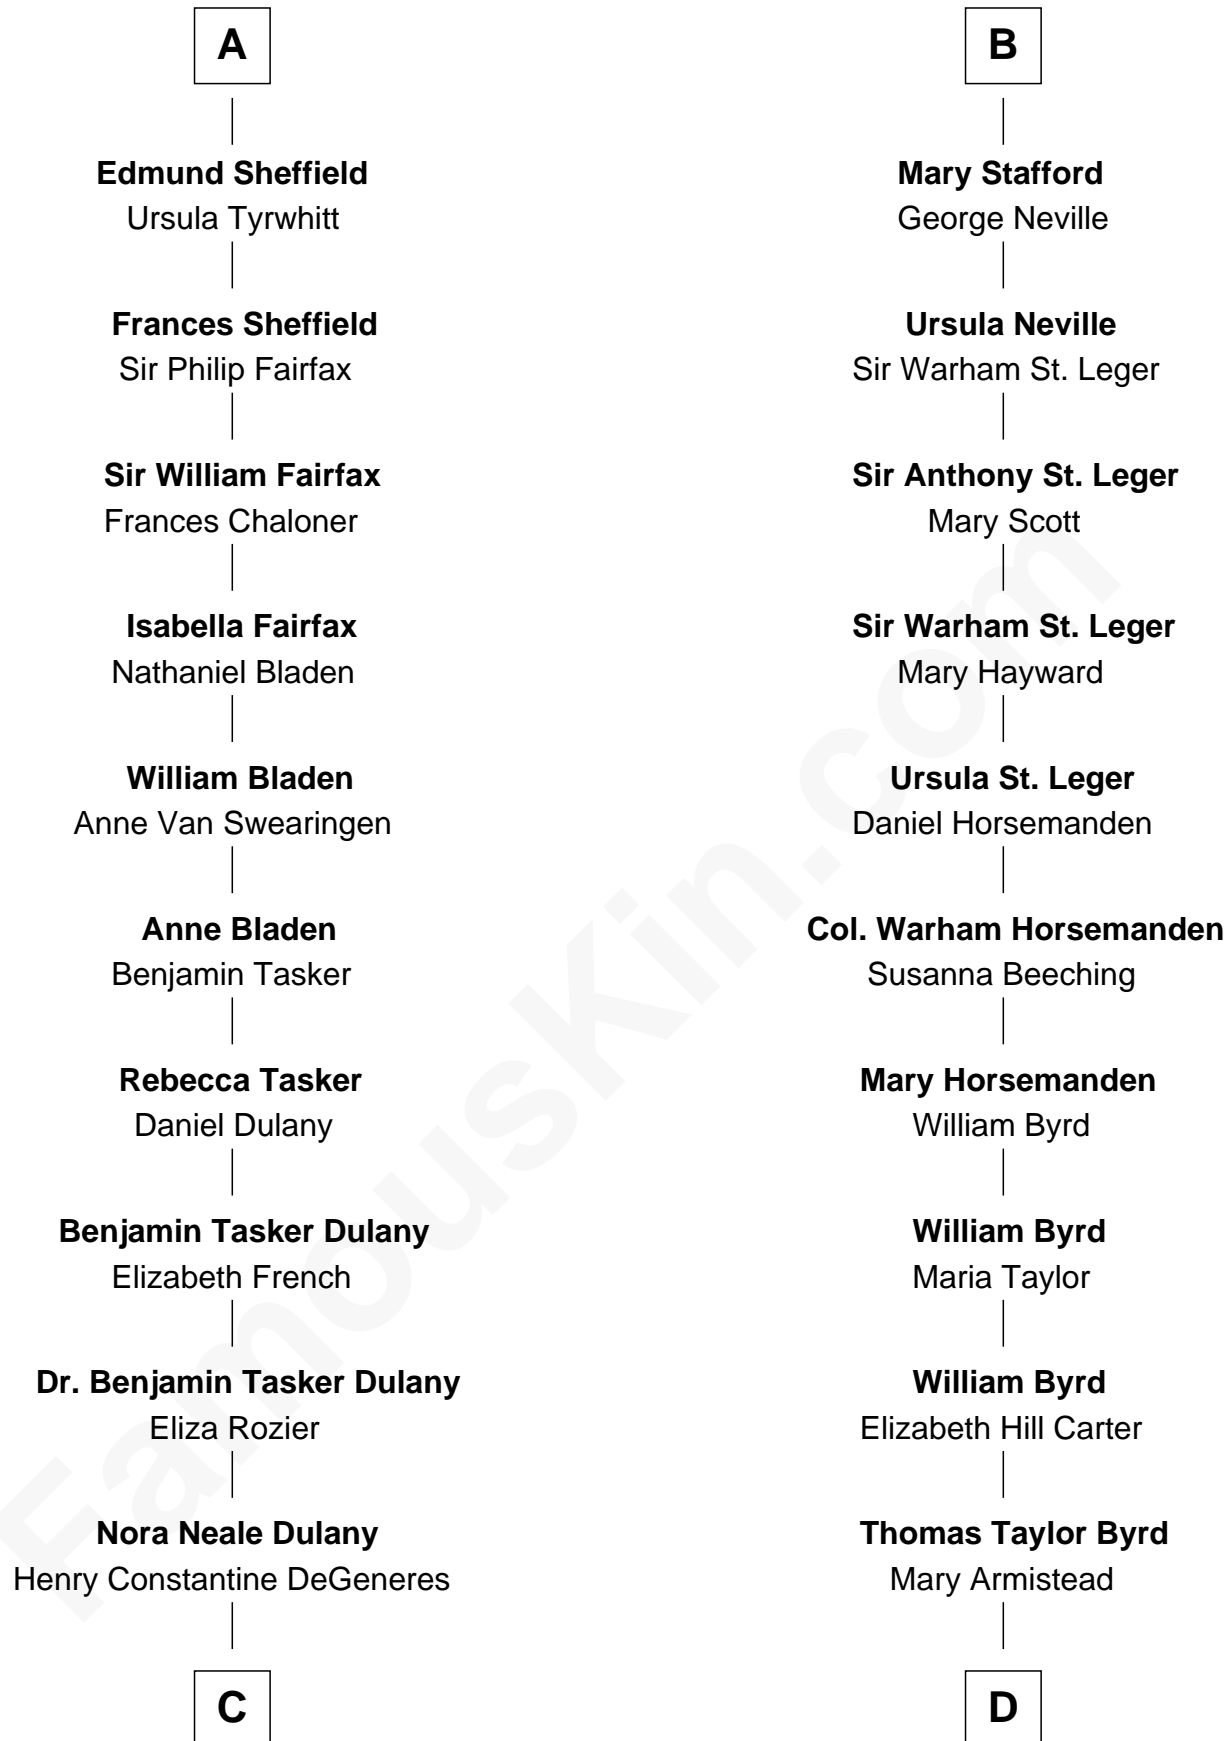 A
Edmund Sheffield
Ursula Tyrwhitt
Frances Sheffield
Sir Philip Fairfax
Sir William Fairfax
Frances Chaloner
Isabella Fairfax
Nathaniel Bladen
William Bladen
Anne Van Swearingen
Anne Bladen
Benjamin Tasker
Rebecca Tasker
Daniel Dulany
Benjamin Tasker Dulany
Elizabeth French
Dr. Benjamin Tasker Dulany
Eliza Rozier
Nora Neale Dulany
Henry Constantine DeGeneres
C
B
Mary Stafford
George Neville
Ursula Neville
Sir Warham St. Leger
Sir Anthony St. Leger
Mary Scott
Sir Warham St. Leger
Mary Hayward
Ursula St. Leger
Daniel Horsemanden
Col. Warham Horsemanden
Susanna Beeching
Mary Horsemanden
William Byrd
William Byrd
Maria Taylor
William Byrd
Elizabeth Hill Carter
Thomas Taylor Byrd
Mary Armistead
D
FamousKin.com